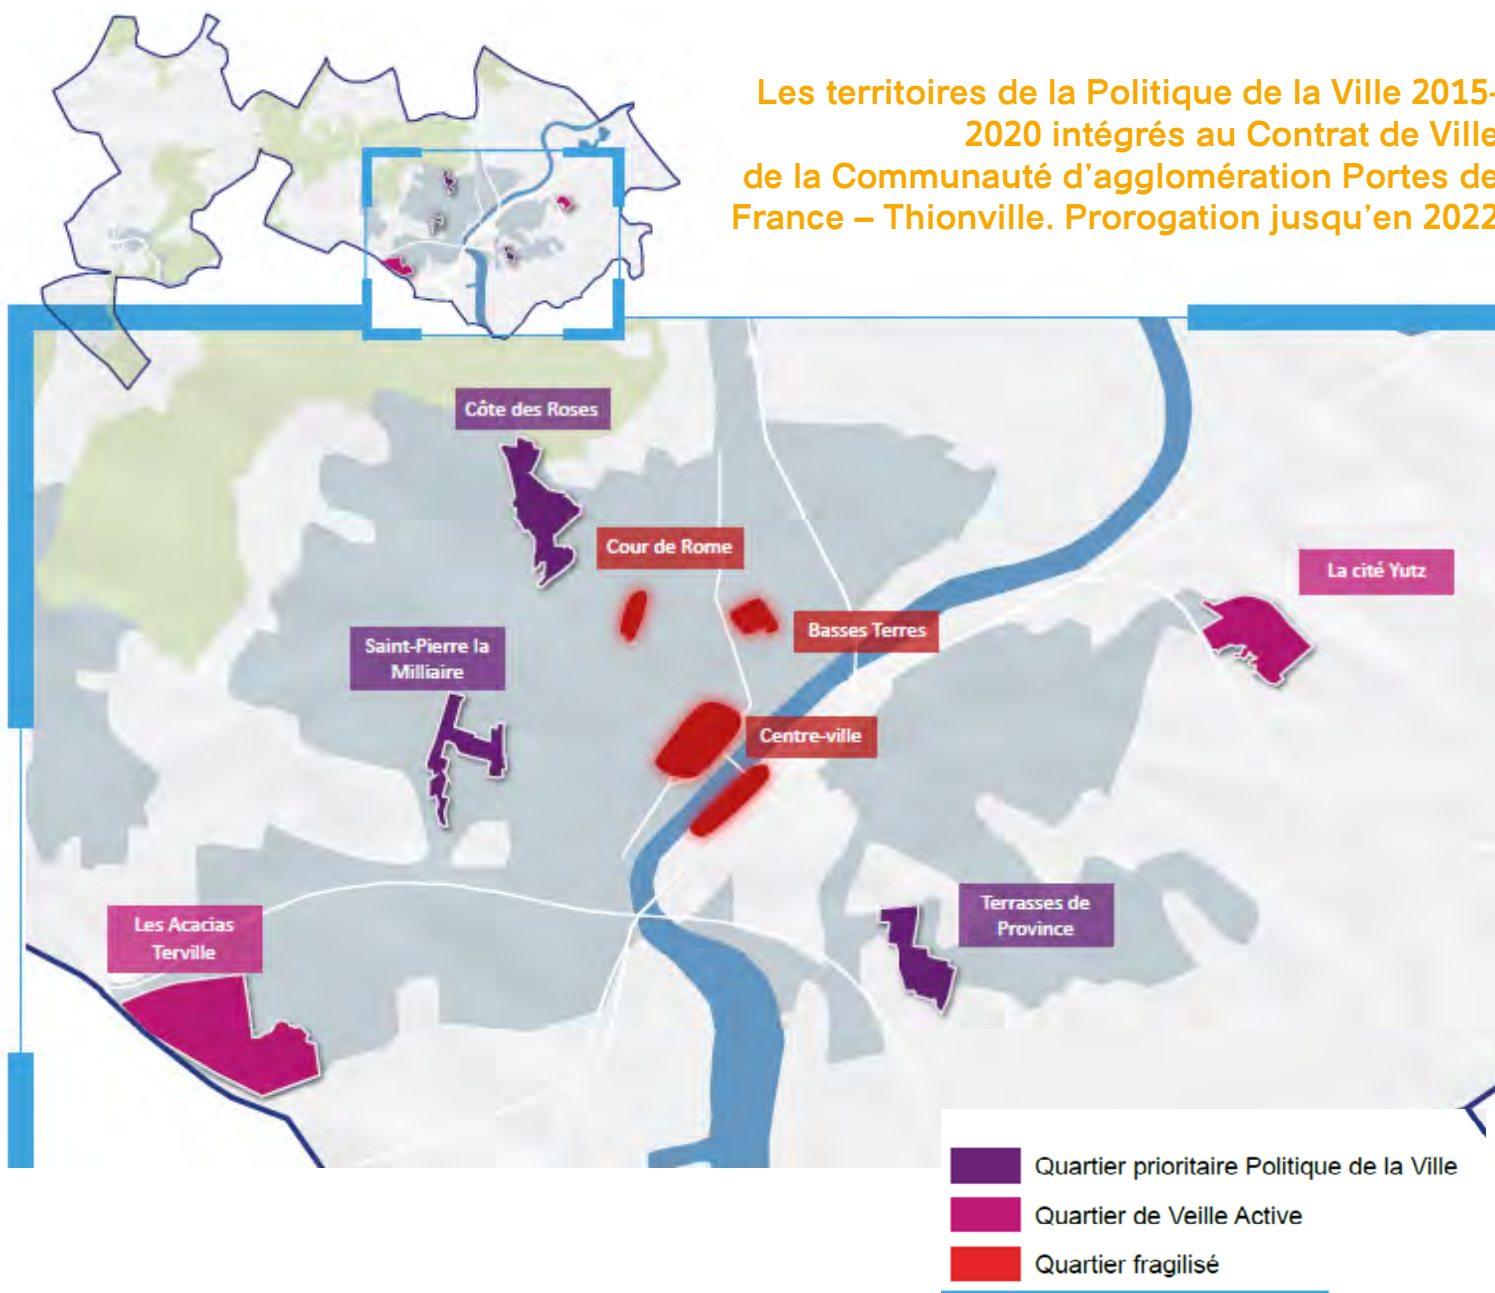 Les territoires de la Politique de la Ville 2015-
2020 intégrés au Contrat de Ville
de la Communauté d'agglomération Portes de
France – Thionville. Prorogation jusqu'en 2022
Côte des Roses
Cour de Rome
La cité Yutz
Basses Terres
Saint-Pierre la
Milliaire
Centre-ville
Terrasses de
Province
Les Acacias
Terville
Quartier prioritaire Politique de la Ville
Quartier de Veille Active
Quartier fragilisé